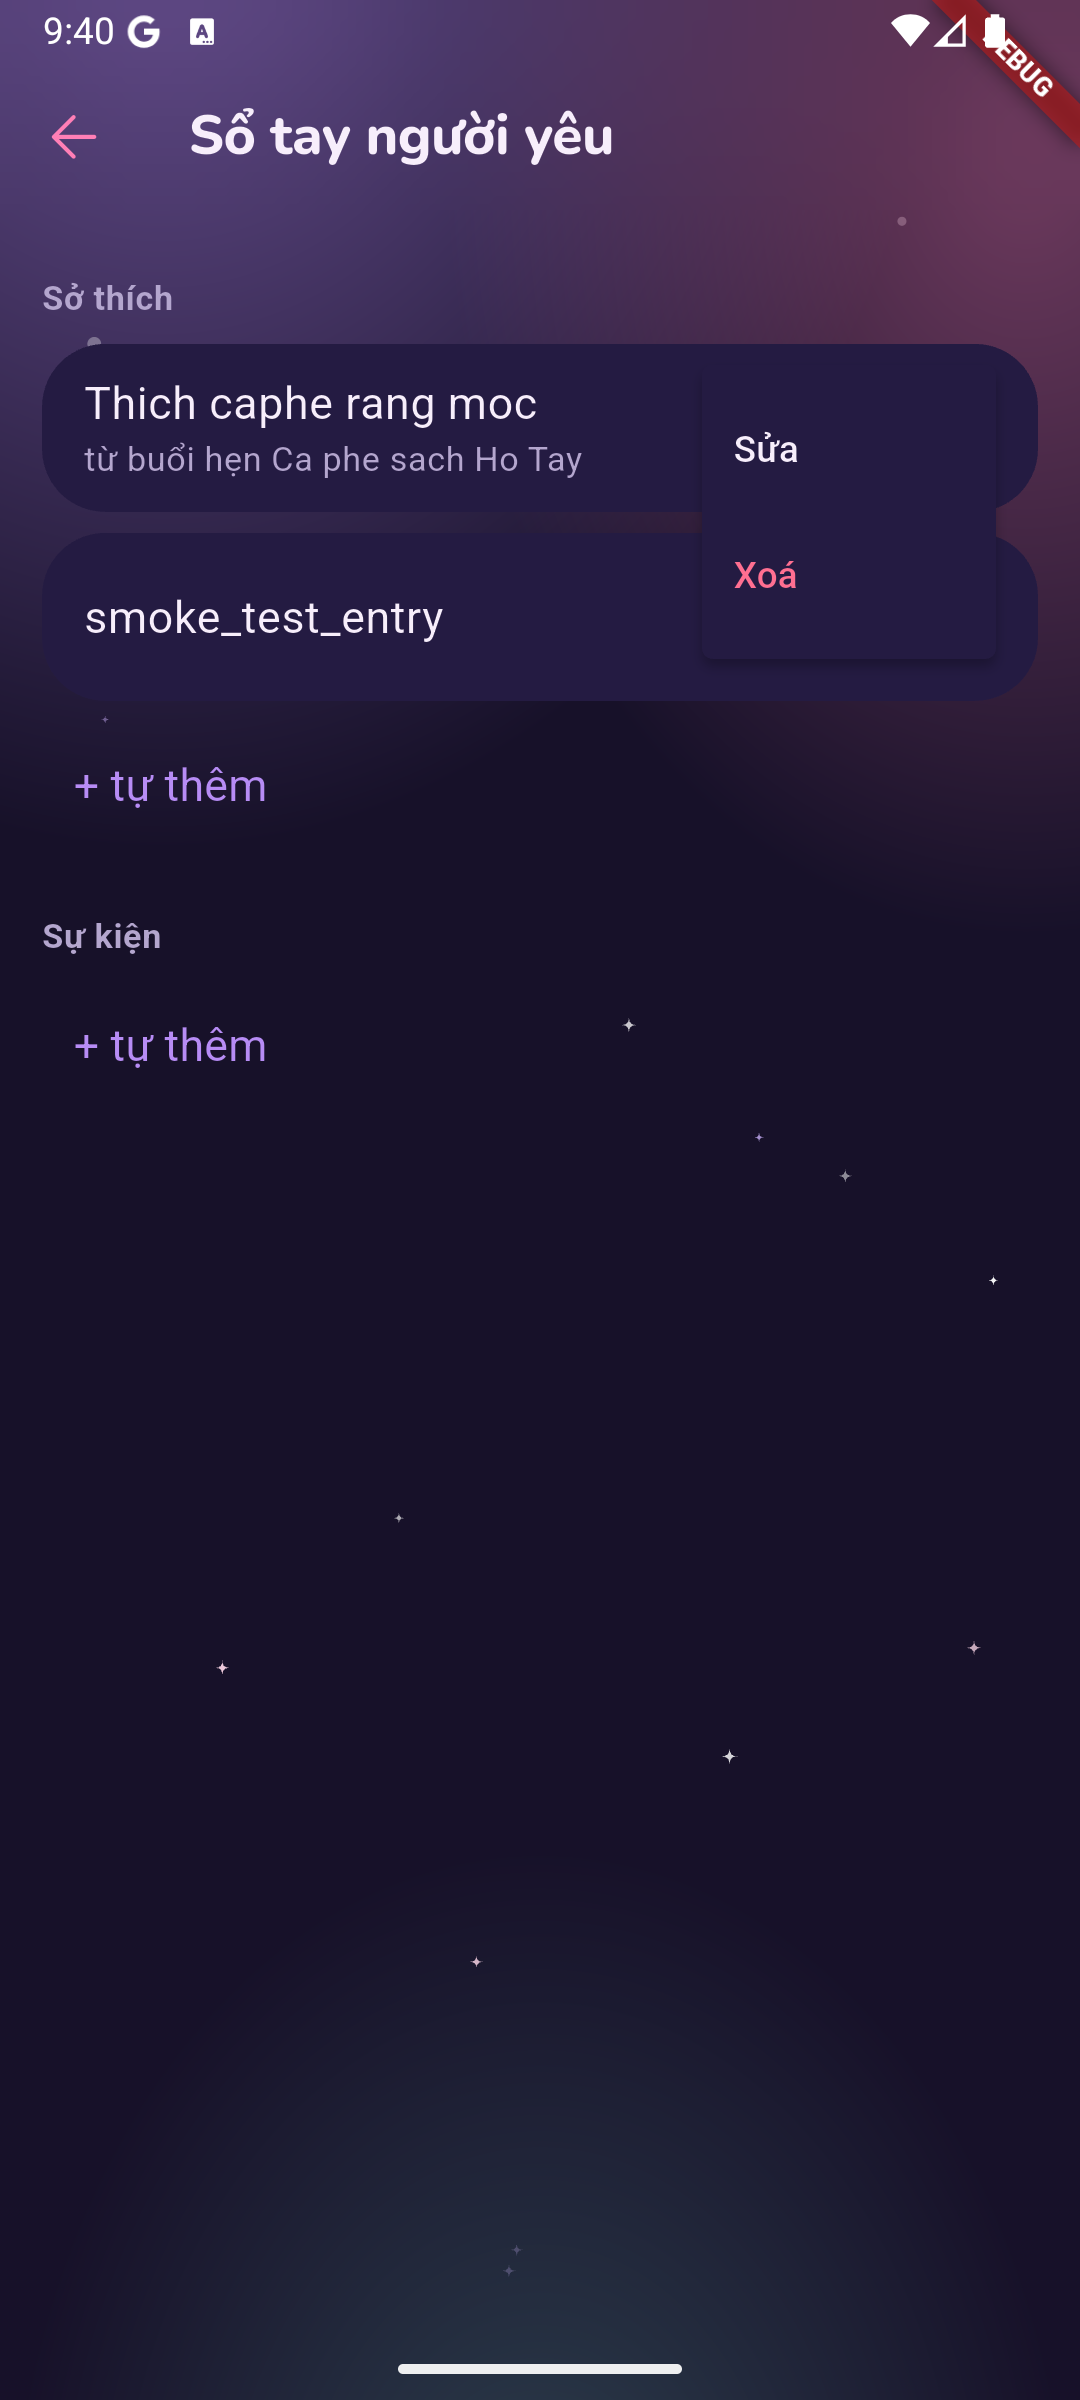 9:40
DEBUG
Sổ tay người yêu
Sở thích
Thich caphe rang moc
từ buổi hẹn Ca phe sach Ho Tay
Sửa
Xoá
smoke_test_entry
+ tự thêm
Sự kiện
+ tự thêm